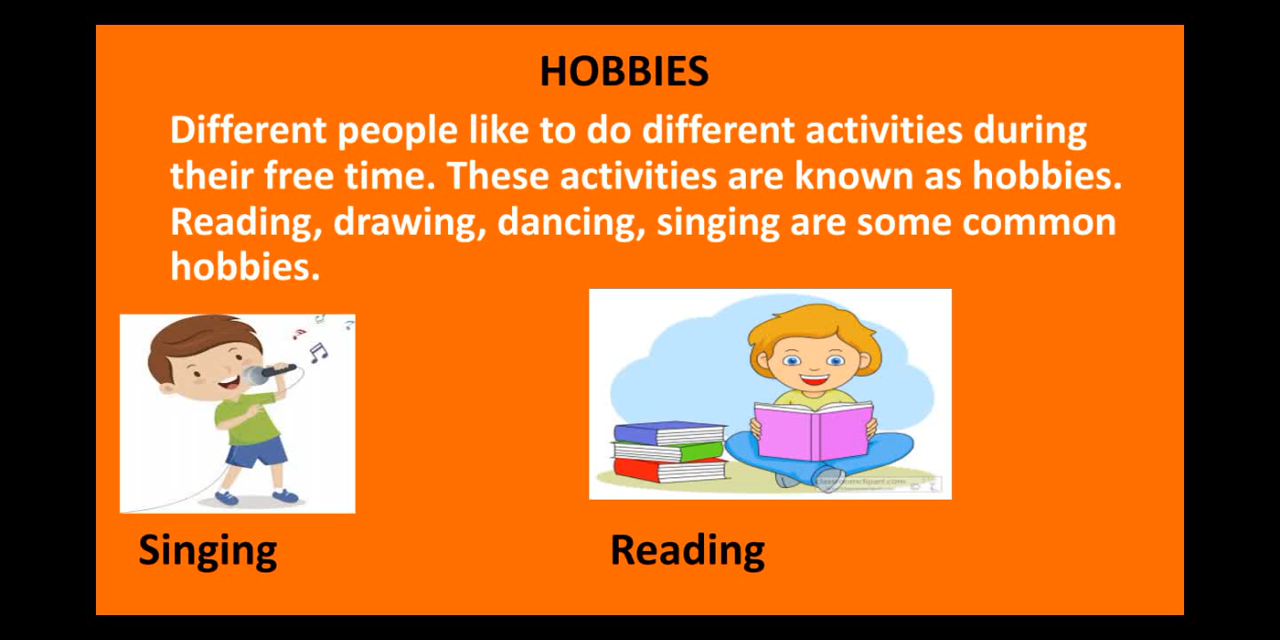 HOBBIES
Different people like to do different activities during
their free time. These activities are known as hobbies.
Reading, drawing, dancing, singing are some common
hobbies.
Singing
Reading